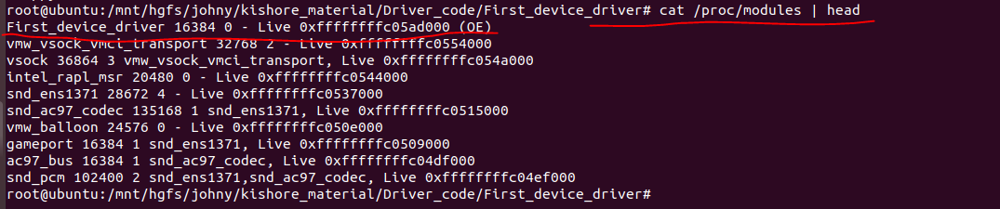 root@ubuntu:/mnt/hgfs/johny/kishore_material/Driver_code/First_device_driver# cat /proc/modules | head
First_device_driver 16384 0 - Live 0xffffffffc05ad000 (OE)
vmw_vsock_vmci_transport 32768 2 - Live 0xffffffffc0554000
vsock 36864 3 vmw_vsock_vmci_transport, Live 0xffffffffc054a000
intel_rapl_msr 20480 0 - Live 0xffffffffc0544000
snd_ens1371 28672 4 - Live 0xffffffffc0537000
snd_ac97_codec 135168 1 snd_ens1371, Live 0xffffffffc0515000
vmw_balloon 24576 0 - Live 0xffffffffc050e000
gameport 16384 1 snd_ens1371, Live 0xffffffffc0509000
ac97_bus 16384 1 snd_ac97_codec, Live 0xffffffffc04df000
snd_pcm 102400 2 snd_ens1371,snd_ac97_codec, Live 0xffffffffc04ef000
root@ubuntu:/mnt/hgfs/johny/kishore_material/Driver_code/First_device_driver#